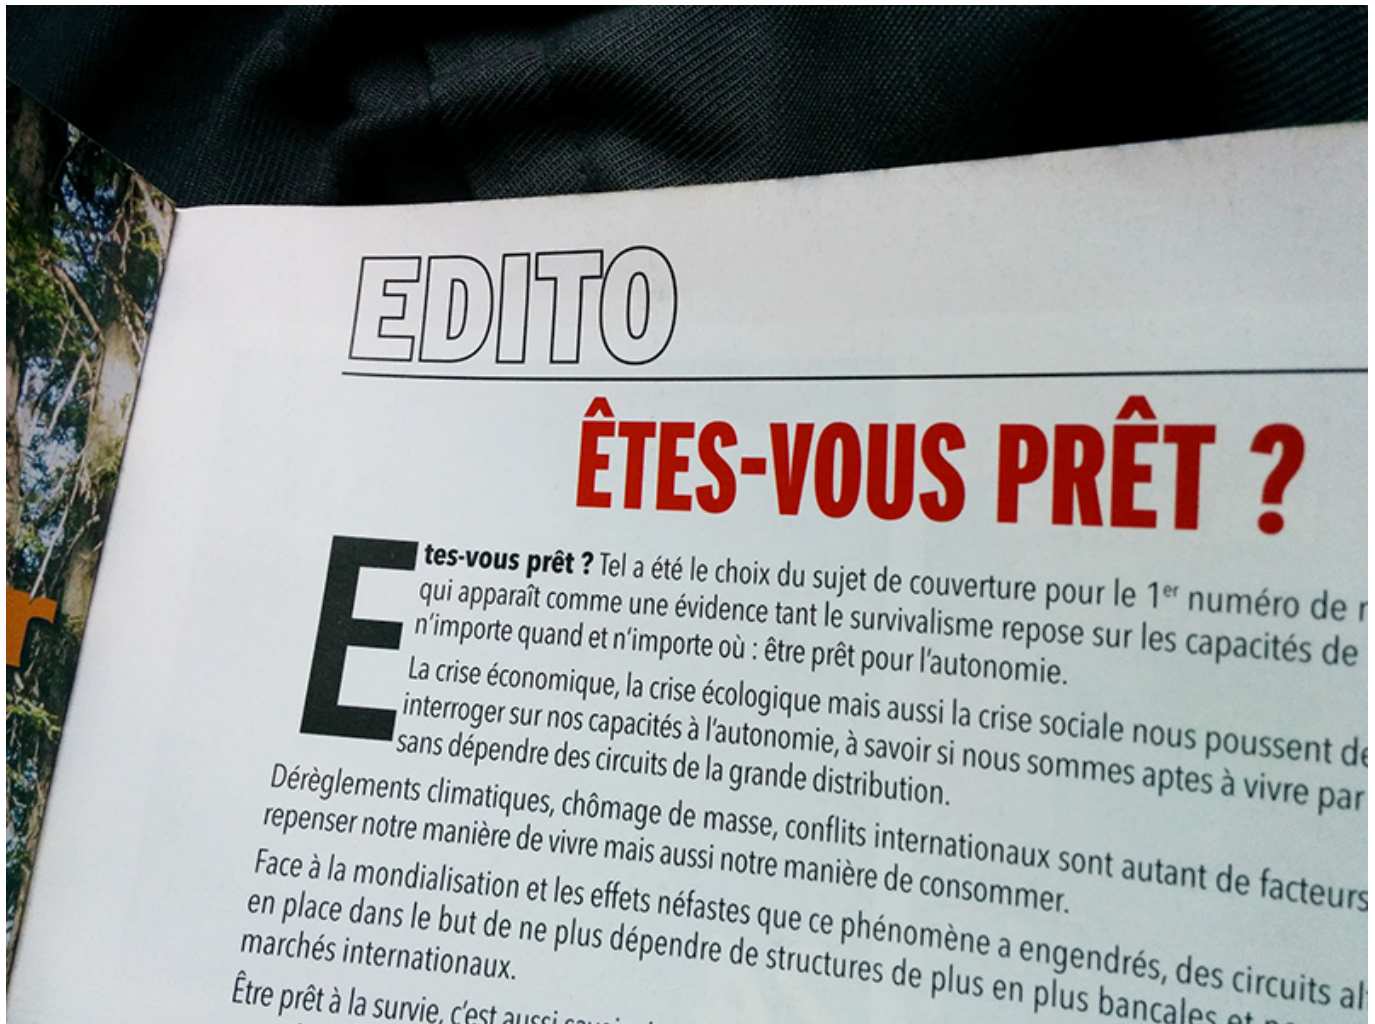 EDITO
ÊTES-VOUS PRÊT ?
Etes-vous prêt ? Tel a été le choix du sujet de couverture pour le 1er numéro de
qui apparaît comme une évidence tant le survivalisme repose sur les capacités de
n'importe quand et n'importe où : être prêt pour l'autonomie.
La crise économique, la crise écologique mais aussi la crise sociale nous poussent
interroger sur nos capacités à l'autonomie, à savoir si nous sommes aptes à vivre par
sans dépendre des circuits de la grande distribution.
Dérèglements climatiques, chômage de masse, conflits internationaux sont autant de facteurs
repenser notre manière de vivre mais aussi notre manière de consommer.
Face à la mondialisation et les effets néfastes que ce phénomène a engendrés, des circuits
en place dans le but de ne plus dépendre de structures de plus en plus bancales et
marchés internationaux.
Être prêt à la survie, c'est aussi